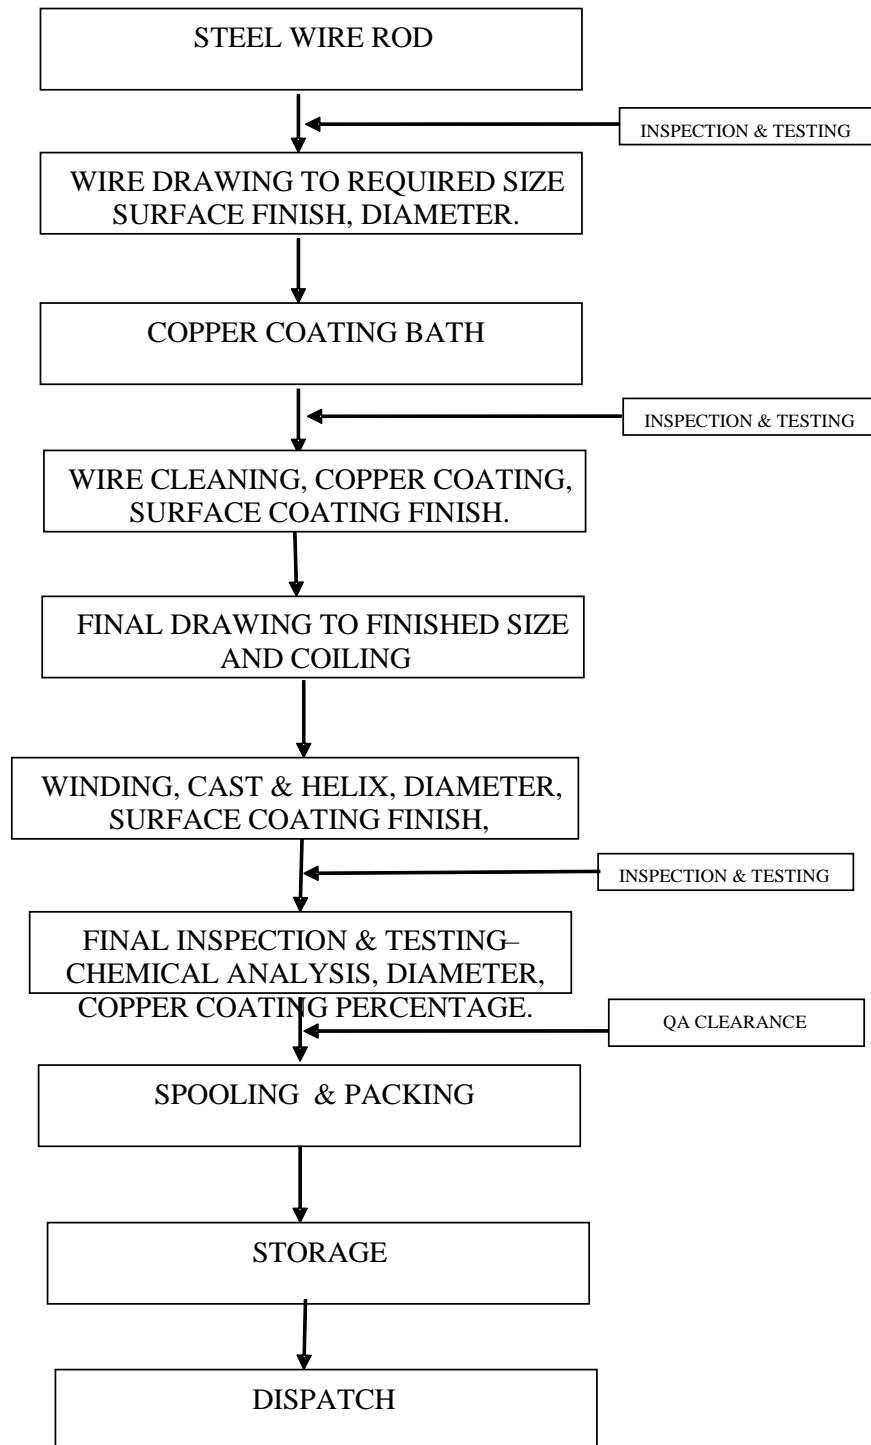 STEEL WIRE ROD
INSPECTION & TESTING
WIRE DRAWING TO REQUIRED SIZE
SURFACE FINISH, DIAMETER.
COPPER COATING BATH
INSPECTION & TESTING
WIRE CLEANING, COPPER COATING,
SURFACE COATING FINISH.
FINAL DRAWING TO FINISHED SIZE
AND COILING
WINDING, CAST & HELIX, DIAMETER,
SURFACE COATING FINISH,
INSPECTION & TESTING
FINAL INSPECTION & TESTING–
CHEMICAL ANALYSIS, DIAMETER,
COPPER COATING PERCENTAGE.
QA CLEARANCE
SPOOLING & PACKING
STORAGE
DISPATCH